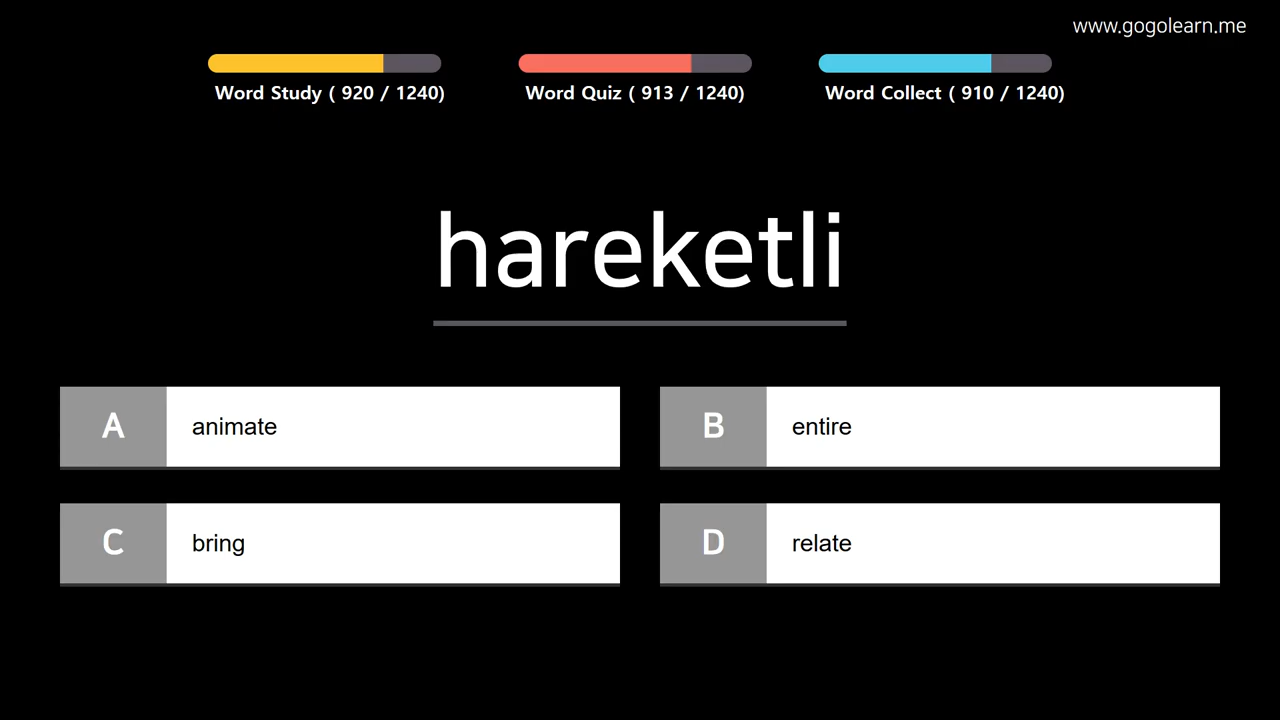 www.gogolearn.me
Word Study ( 920 / 1240)
Word Quiz ( 913 / 1240)
Word Collect ( 910 / 1240)
hareketli
A animate
B entire
C bring
D relate